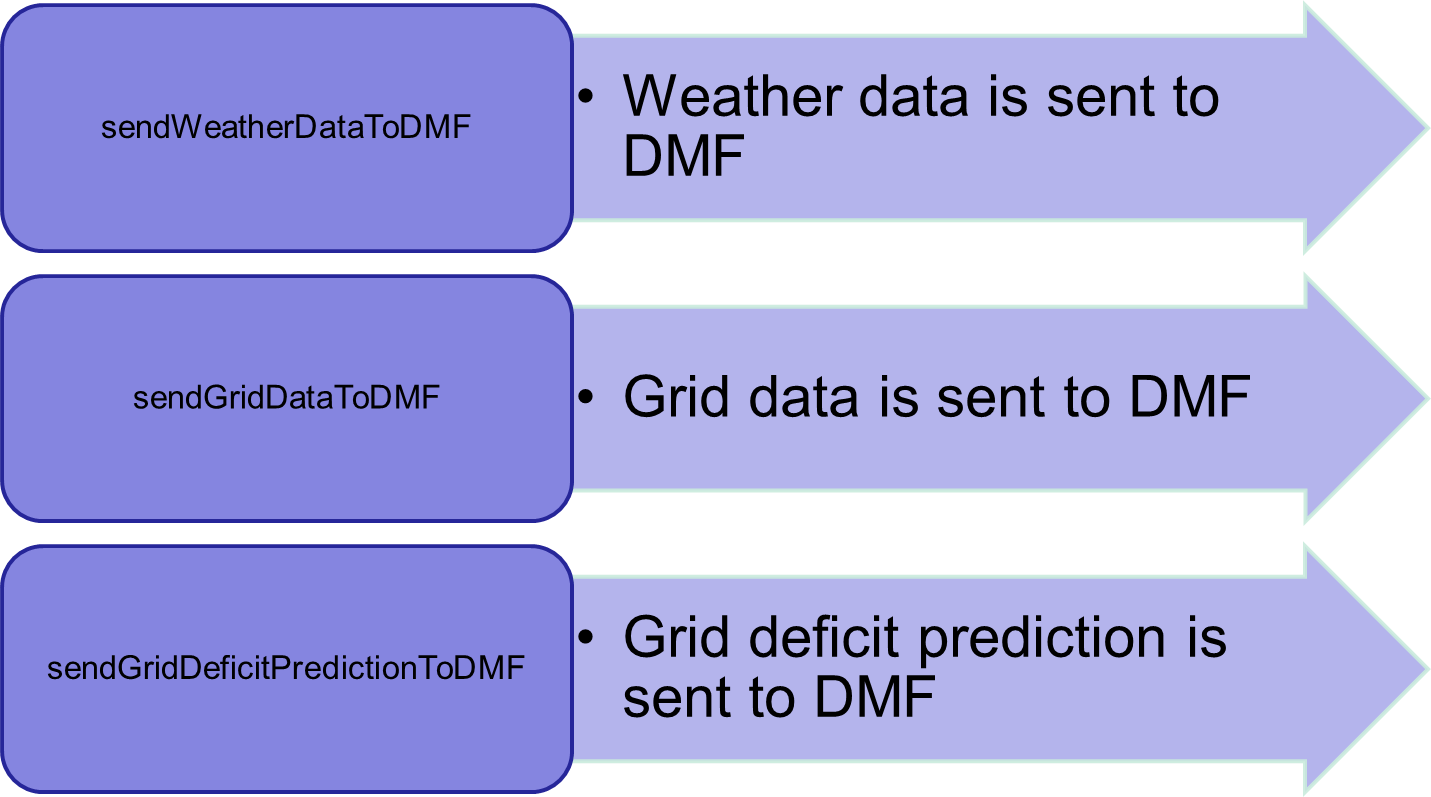 sendWeatherDataToDMF
• Weather data is sent to
DMF
sendGridDataToDMF
• Grid data is sent to DMF
sendGridDeficitPredictionToDMF
• Grid deficit prediction is
sent to DMF